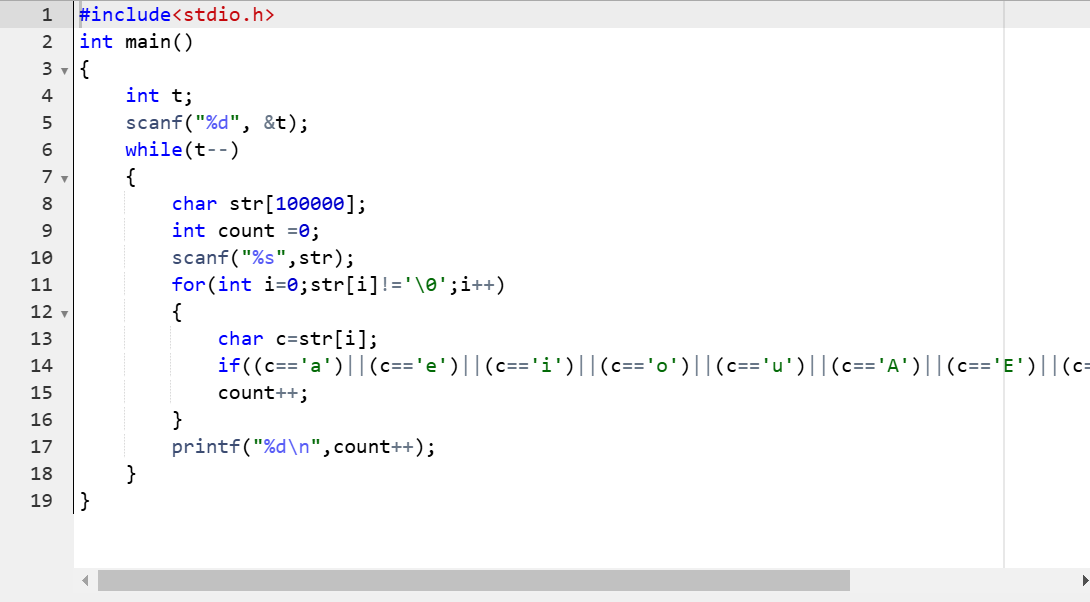 1 #include<stdio.h>
2 int main()
3 {
4 int t;
5 scanf("%d", &t);
6 while(t--)
7 {
8 char str[100000];
9 int count =0;
10 scanf("%s",str);
11 for(int i=0;str[i]!='\0';i++)
12 {
13 char c=str[i];
14 if((c=='a')||(c=='e')||(c=='i')||(c=='o')||(c=='u')||(c=='A')||(c=='E')||(c=
15 count++;
16 }
17 printf("%d\n",count++);
18 }
19 }